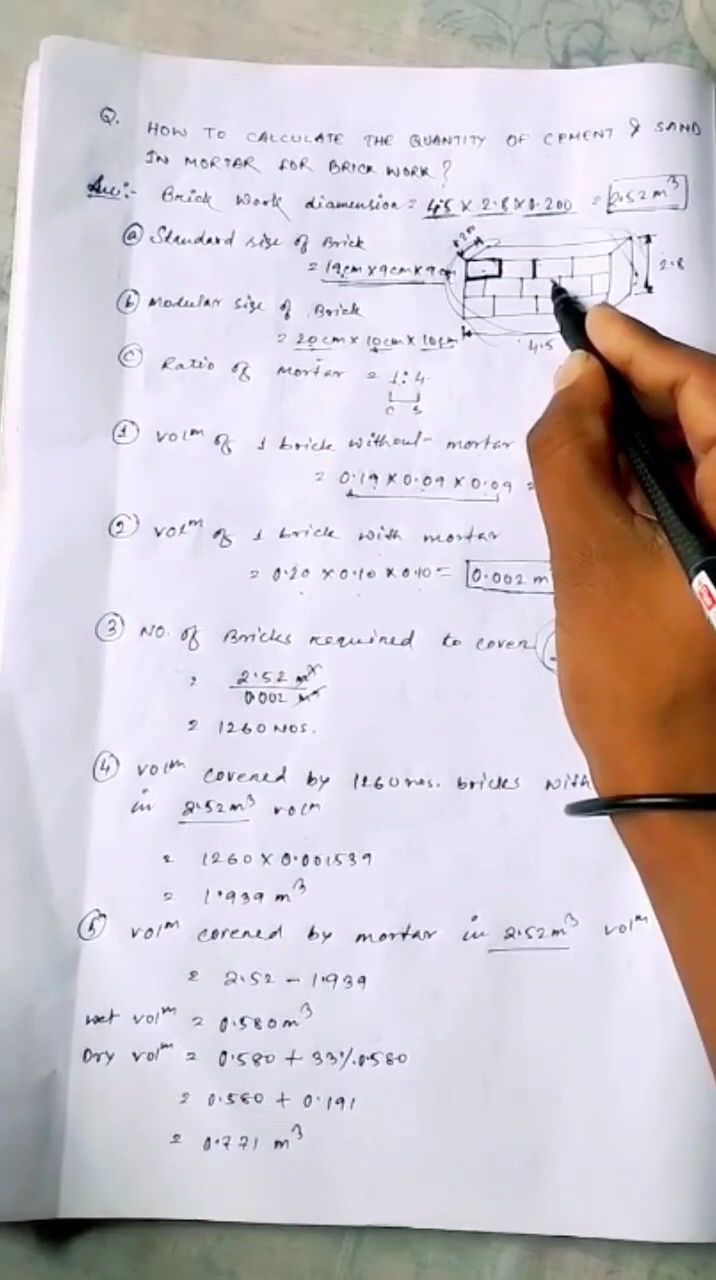 Q. HOW TO CALCULATE THE QUANTITY OF CEMENT & SAND
IN MORTAR FOR BRICK WORK?
Ans:- Brick work diamension = 4.5 X 2.8 X 0.200 = 2.52 m³
ⓐ Standard size of Brick
= 19cm x 9cm x 9cm
0.200
2.8
4.5
ⓑ Modular size of Brick
= 20cm x 10cm x 10cm
ⓒ Ratio of mortar = 1:4
C S
① volᵐ of 1 brick without mortar
= 0.19 X 0.09 X 0.09 =
② volᵐ of 1 brick with mortar
= 0.20 X 0.10 X 0.10 = 0.002 m
③ NO. of Bricks required to cover
= 2.52 m³
0.002 m³
= 1260 NOS.
④ volᵐ covered by 1260 nos. bricks with
in 2.52m³ volᵐ
= 1260 X 0.001539
= 1.939 m³
⑤ volᵐ covered by mortar in 2.52m³ volᵐ
= 2.52 - 1.939
wet volᵐ = 0.580m³
Dry volᵐ = 0.580 + 33%.0.580
= 0.580 + 0.191
= 0.771 m³